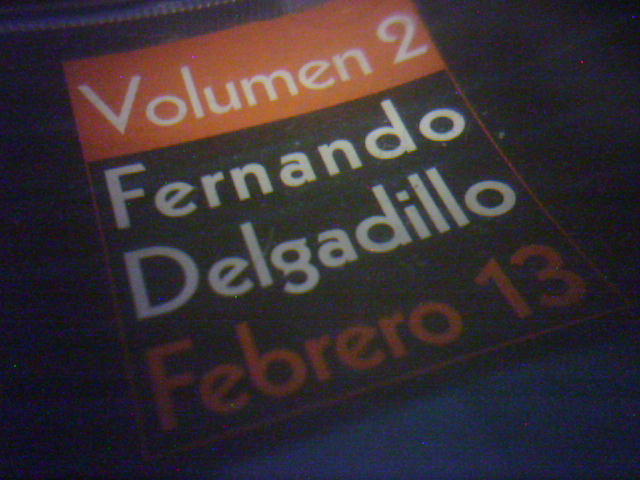 Volumen 2
Fernando
Delgadillo
Febrero 13